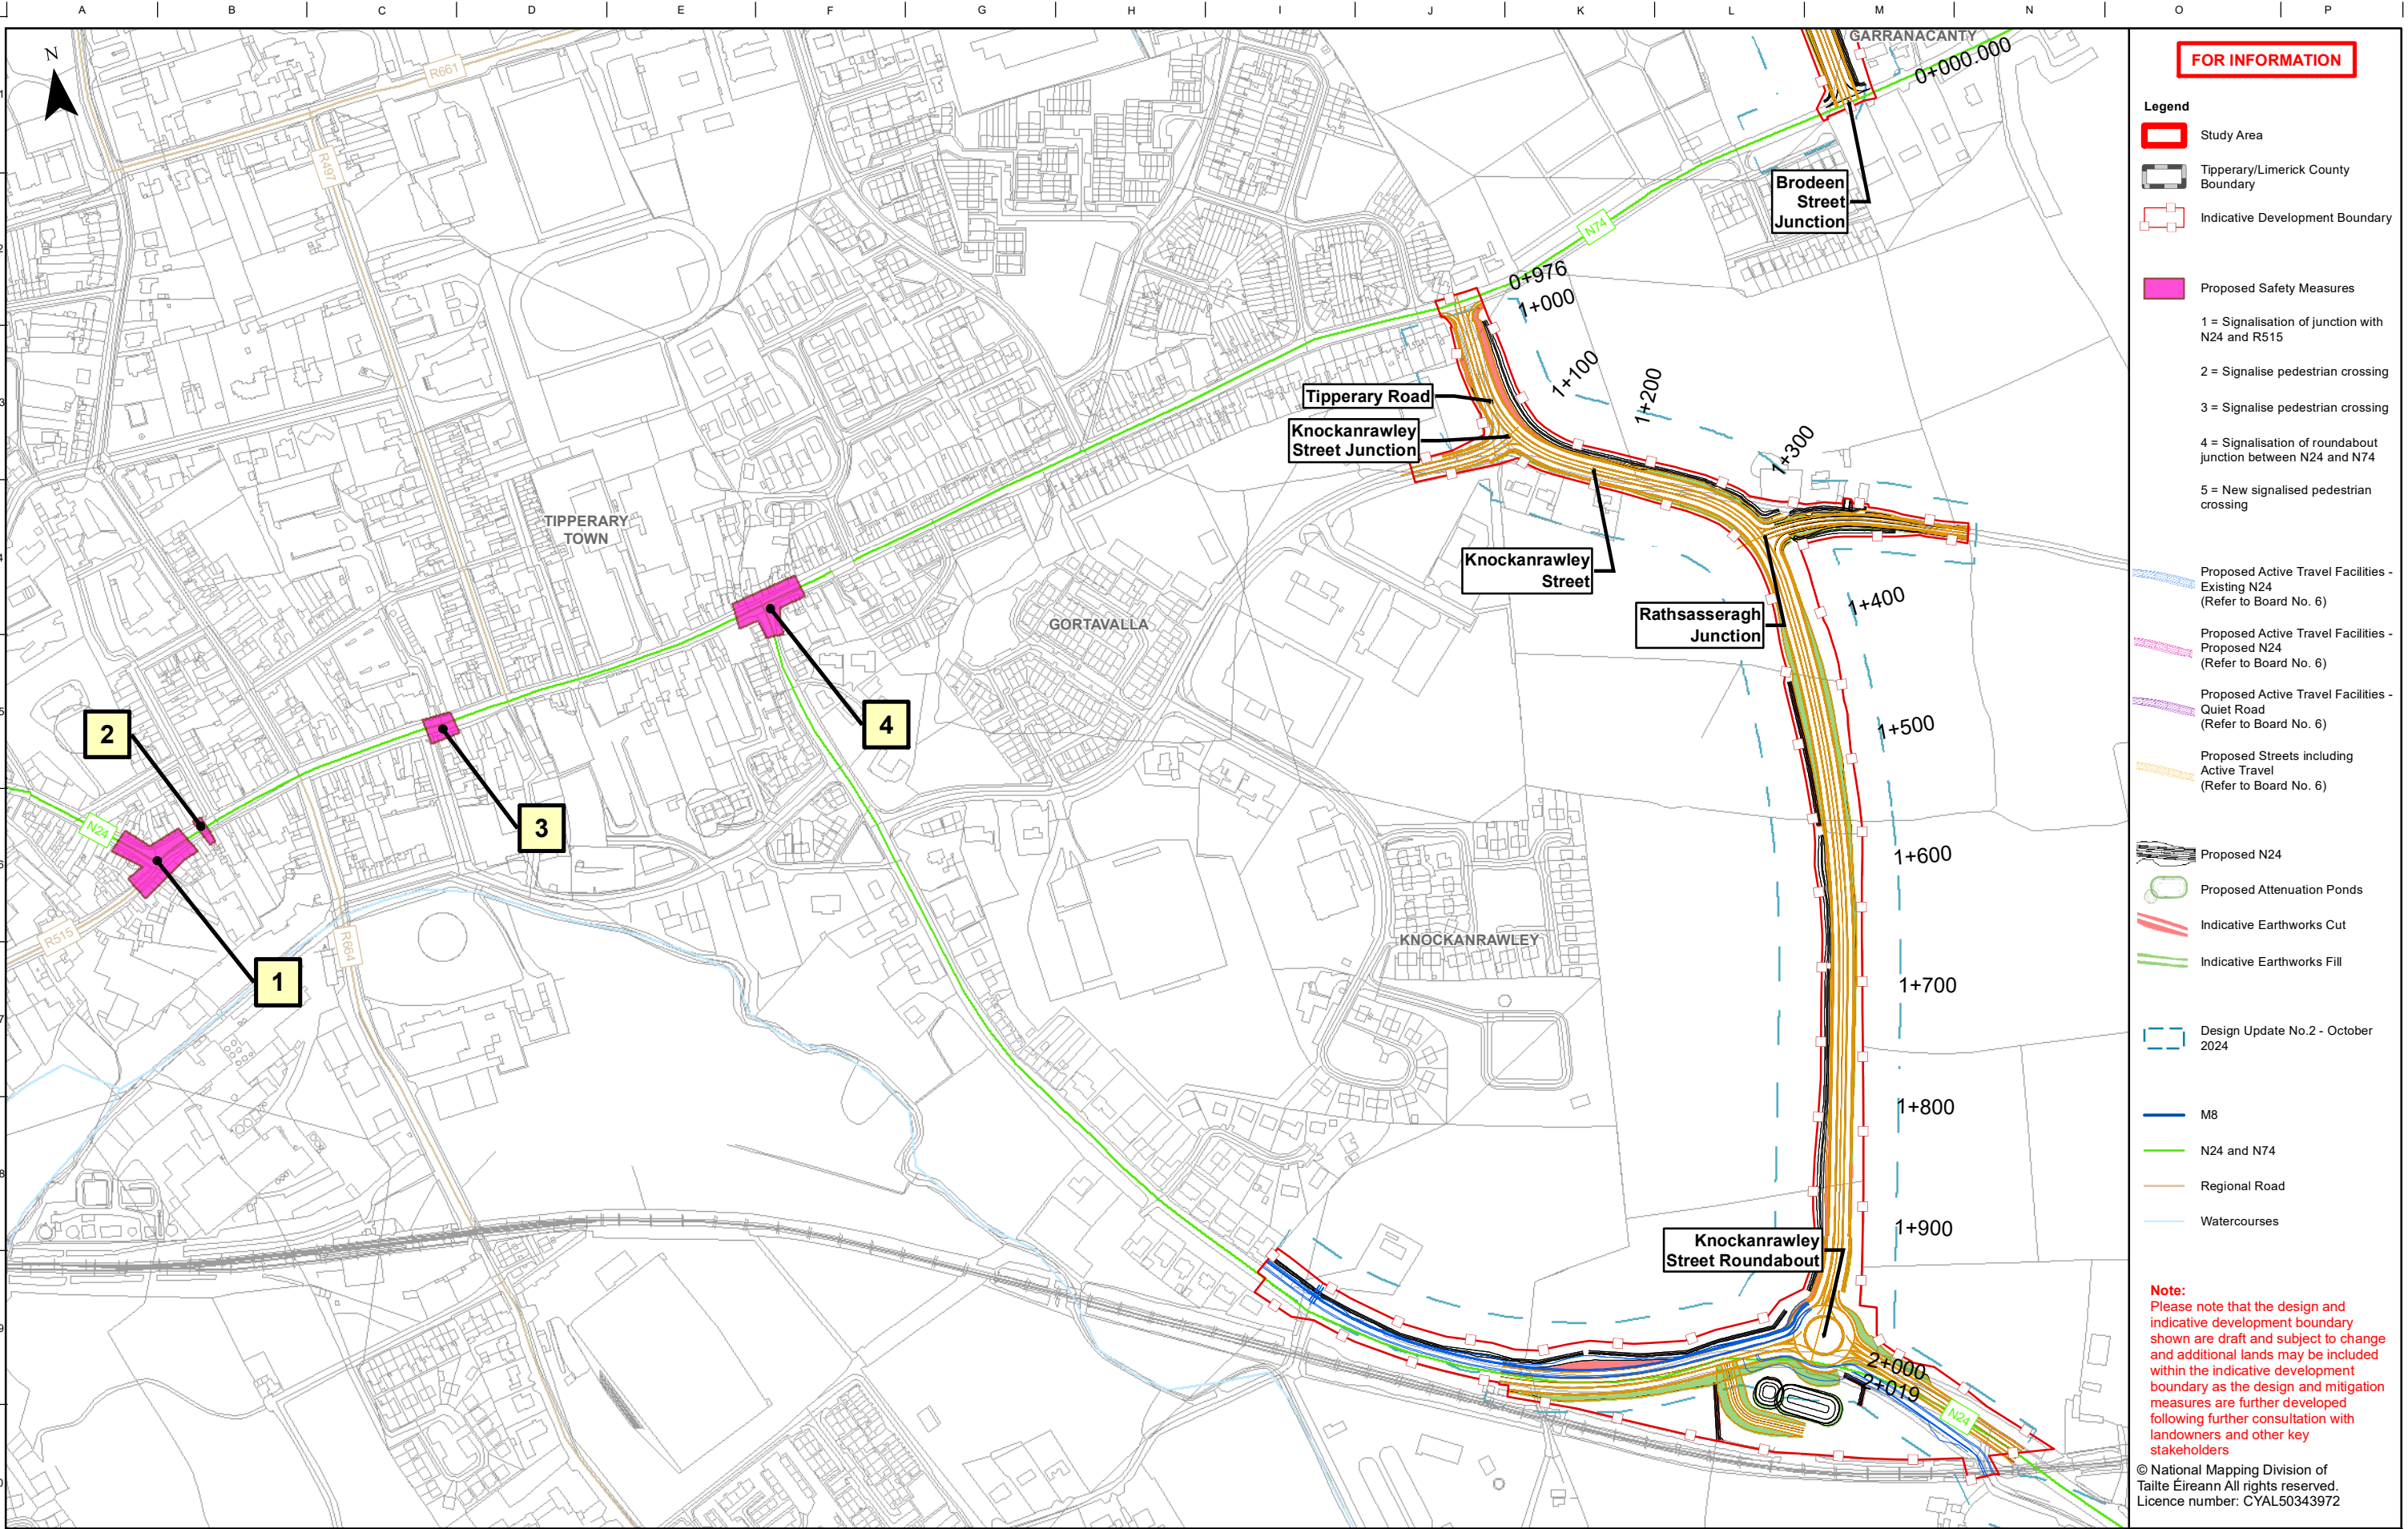 A B C D E F G H I J K L M N O P
1
2
3
4
5
6
7
8
9
N
R661
R497
GARRANACANTY
0+000.000
Brodeen
Street
Junction
N74
0+976
1+000
1+100
1+200
1+300
Tipperary Road
Knockanrawley
Street Junction
TIPPERARY
TOWN
Knockanrawley
Street
GORTAVALLA
Rathsasseragh
Junction
1+400
1+500
4
2
3
N24
1+600
R515
R664
1
KNOCKANRAWLEY
1+700
1+800
1+900
Knockanrawley
Street Roundabout
2+000
2+019
N24
FOR INFORMATION
Legend
Study Area
Tipperary/Limerick County
Boundary
Indicative Development Boundary
Proposed Safety Measures
1 = Signalisation of junction with
N24 and R515
2 = Signalise pedestrian crossing
3 = Signalise pedestrian crossing
4 = Signalisation of roundabout
junction between N24 and N74
5 = New signalised pedestrian
crossing
Proposed Active Travel Facilities -
Existing N24
(Refer to Board No. 6)
Proposed Active Travel Facilities -
Proposed N24
(Refer to Board No. 6)
Proposed Active Travel Facilities -
Quiet Road
(Refer to Board No. 6)
Proposed Streets including
Active Travel
(Refer to Board No. 6)
Proposed N24
Proposed Attenuation Ponds
Indicative Earthworks Cut
Indicative Earthworks Fill
Design Update No.2 - October
2024
M8
N24 and N74
Regional Road
Watercourses
Note:
Please note that the design and
indicative development boundary
shown are draft and subject to change
and additional lands may be included
within the indicative development
boundary as the design and mitigation
measures are further developed
following further consultation with
landowners and other key
stakeholders
© National Mapping Division of
Tailte Éireann All rights reserved.
Licence number: CYAL50343972